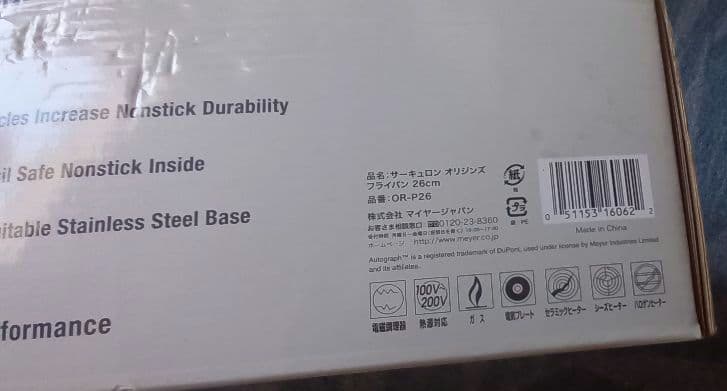 cles Increase Nonstick Durability
il Safe Nonstick Inside
itable Stainless Steel Base
formance
品名:サーキュロン オリジンズ
フライパン 26cm
品番:OR-P26
株式会社 マイヤージャパン
お客さま相談窓口 0120-23-8360
ホームページ http://www.meyer.co.jp
Autograph™ is a registered trademark of DuPont, used under license by Meyer Industries Limited
and its affiliates.
紙
プラ
0 51153 16062 2
Made in China
100V~
200V
電磁調理器
熱源対応
ガス
電気プレート
セラミックヒーター
シーズヒーター
ハロゲンヒーター